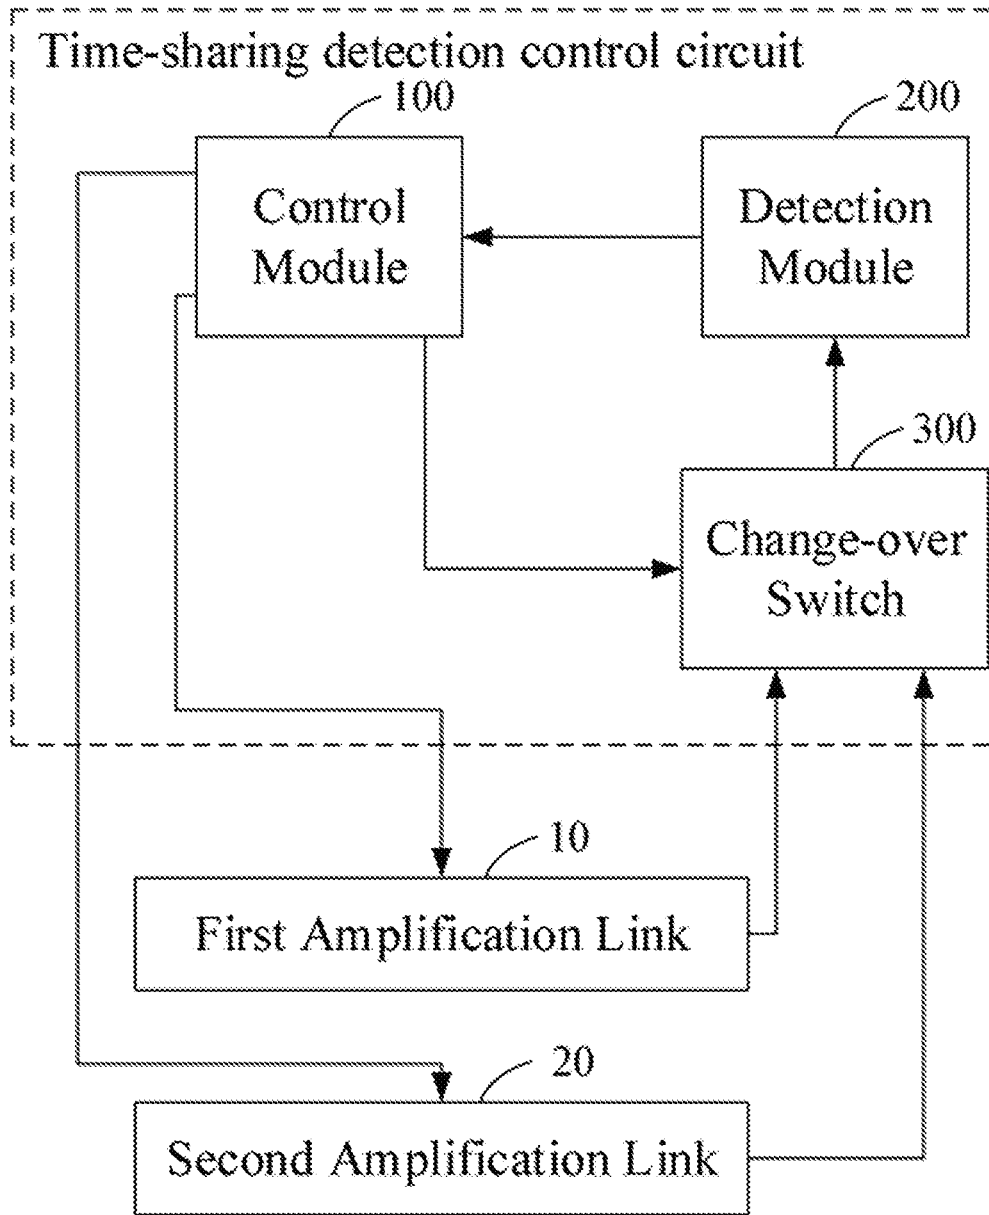 Time-sharing detection control circuit
100
200
Control
Module
Detection
Module
300
Change-over
Switch
10
First Amplification Link
20
Second Amplification Link